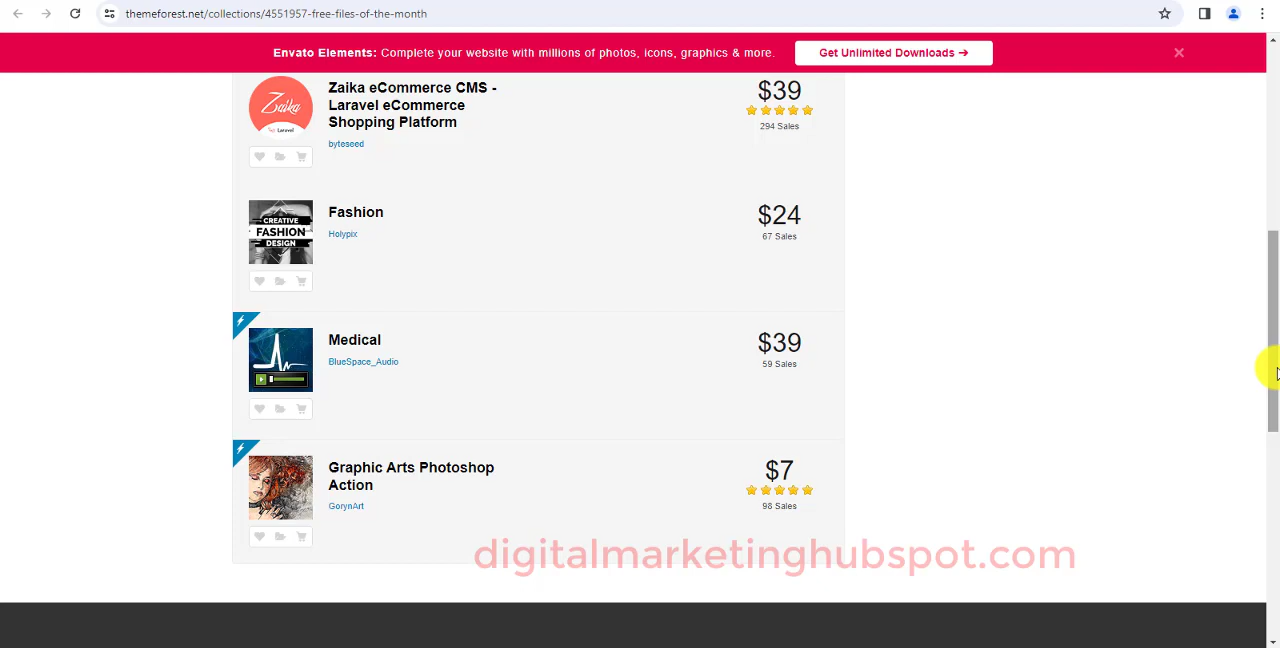 themeforest.net/collections/4551957-free-files-of-the-month
Envato Elements: Complete your website with millions of photos, icons, graphics & more.
Get Unlimited Downloads →
Zaika
Laravel
Zaika eCommerce CMS -
Laravel eCommerce
Shopping Platform
byteseed
$39
294 Sales
CREATIVE
FASHION
DESIGN
Fashion
Holypix
$24
67 Sales
Medical
BlueSpace_Audio
$39
59 Sales
Graphic Arts Photoshop
Action
GorynArt
$7
98 Sales
digitalmarketinghubspot.com